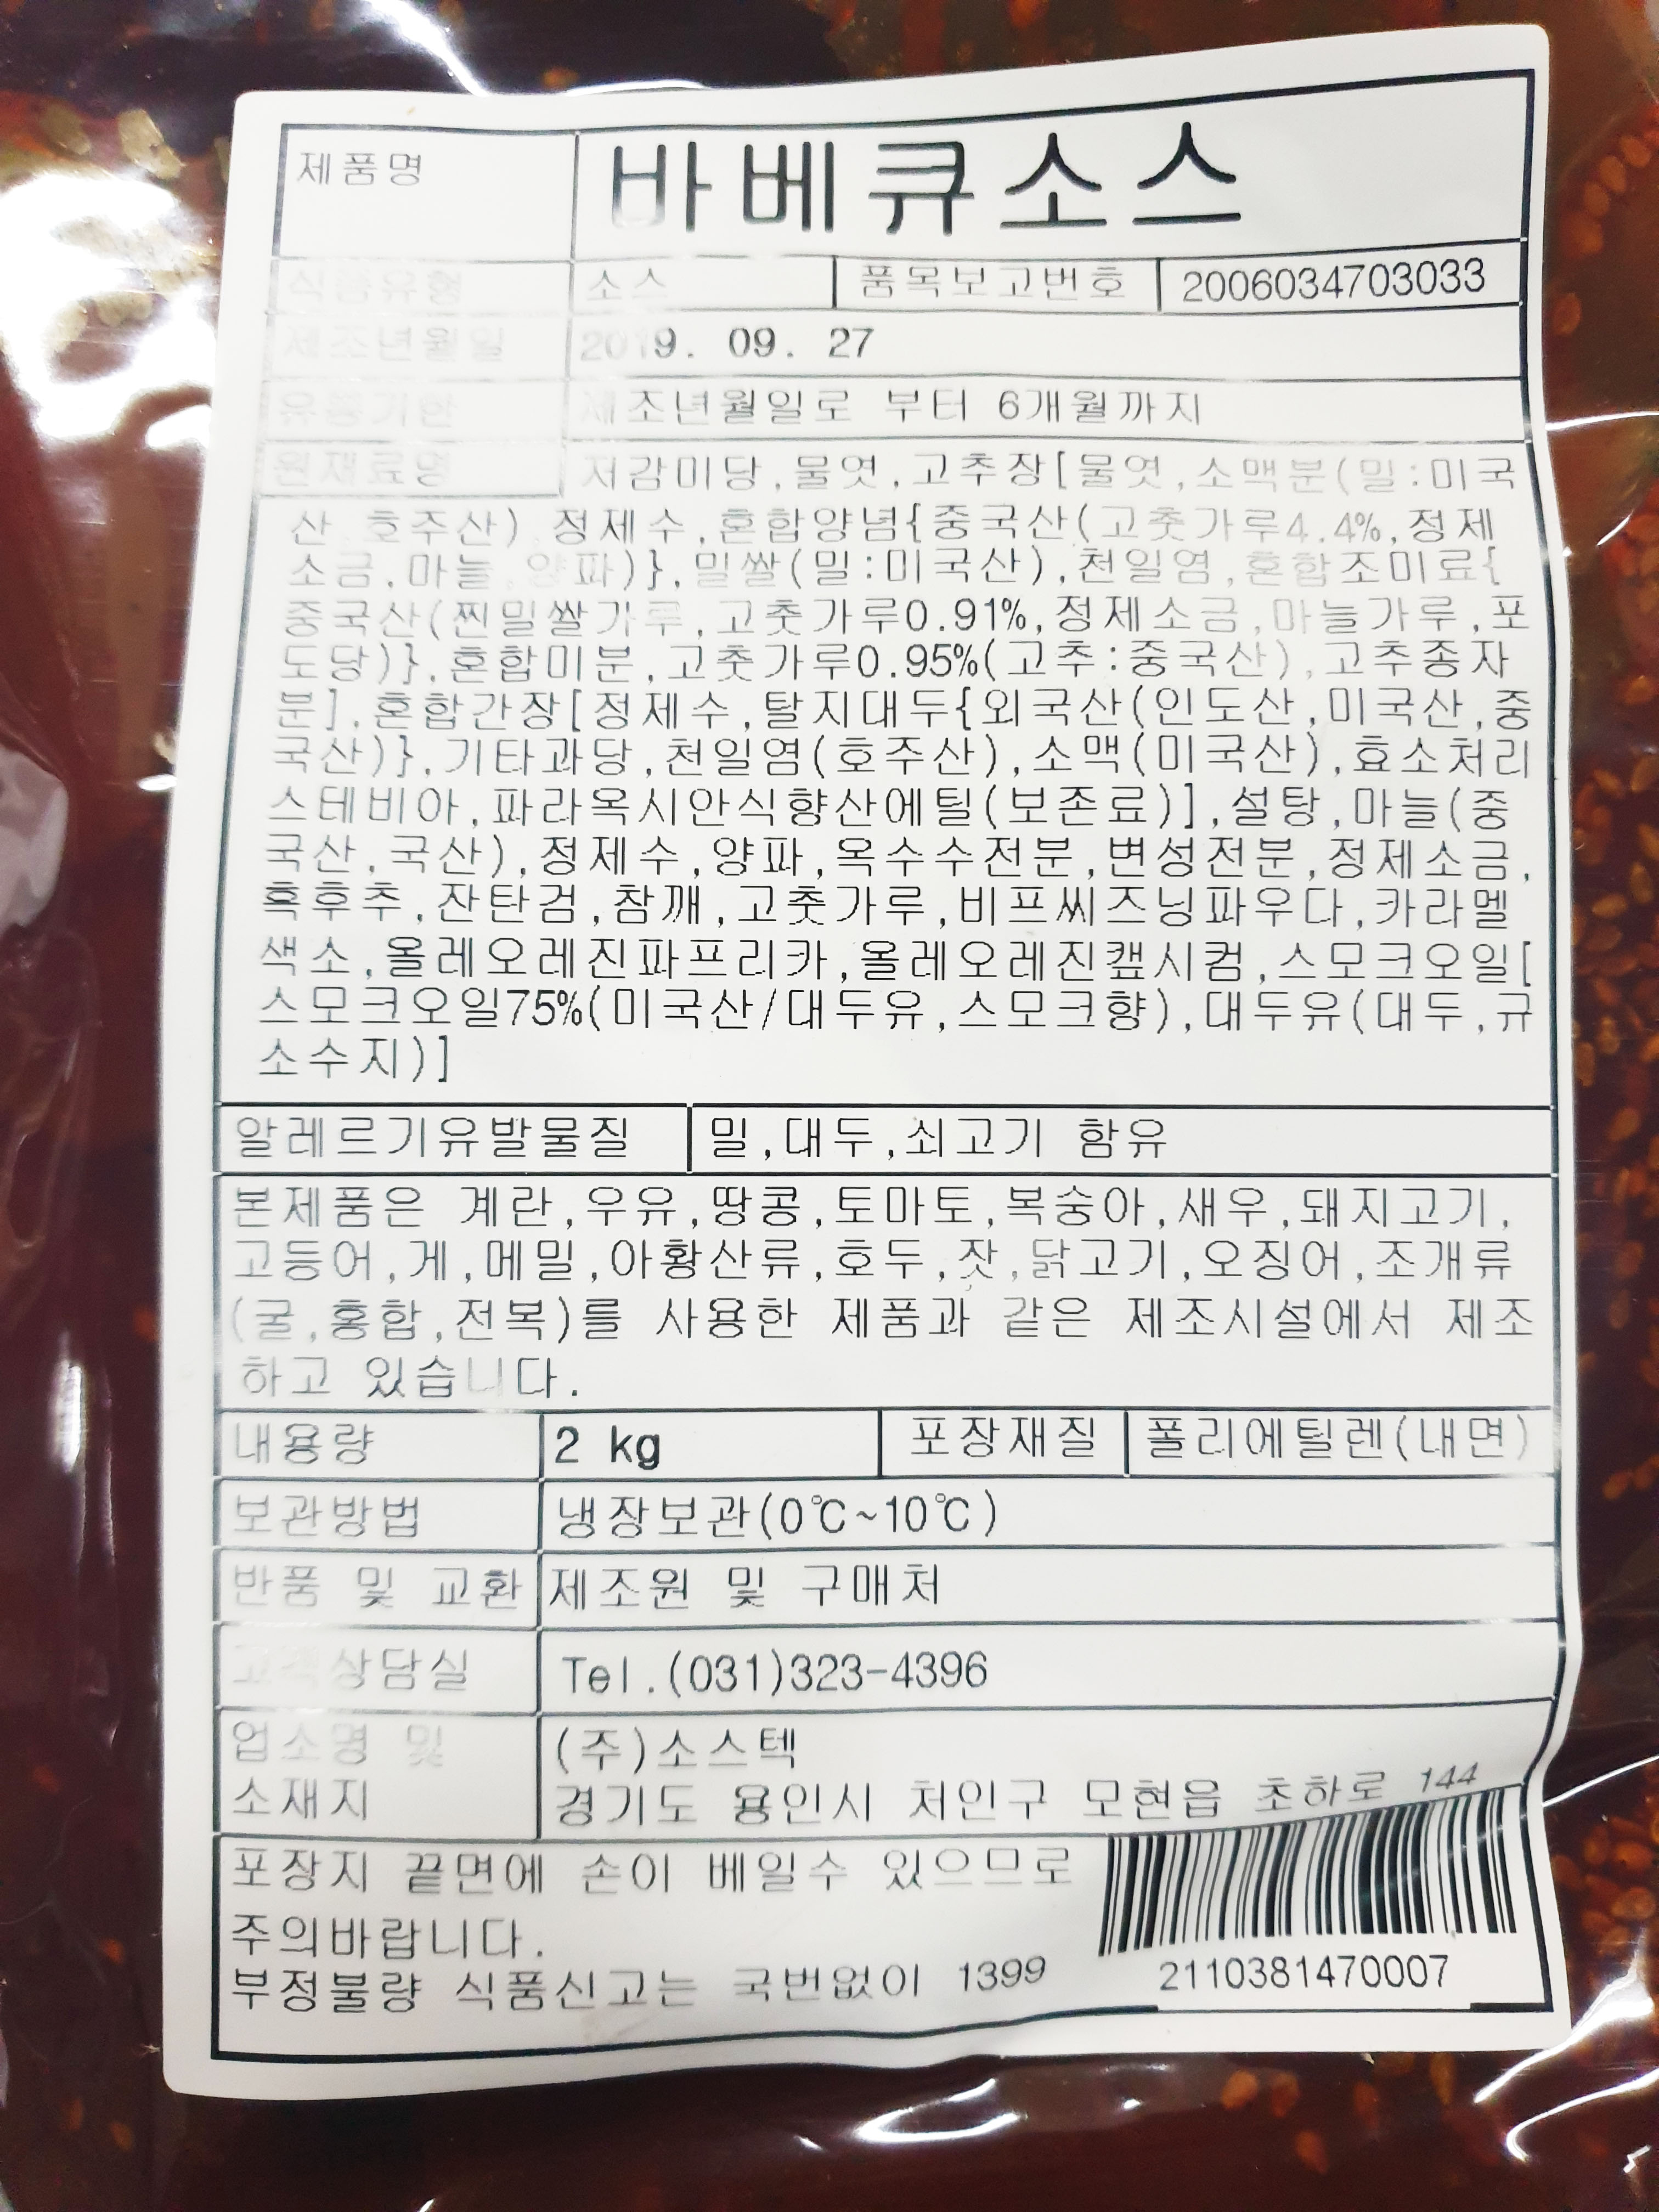 제품명 바베큐소스
식품유형 소스 품목보고번호 2006034703033
제조년월일 2019. 09. 27
유통기한 제조년월일로 부터 6개월까지
원재료명 저감미당,물엿,고추장[물엿,소맥분(밀:미국
산,호주산),정제수,혼합양념{중국산(고춧가루4.4%,정제
소금,마늘,양파)},밀쌀(밀:미국산),천일염,혼합조미료{
중국산(찐밀쌀가루,고춧가루0.91%,정제소금,마늘가루,포
도당)},혼합미분,고춧가루0.95%(고추:중국산),고추종자
분],혼합간장[정제수,탈지대두{외국산(인도산,미국산,중
국산)},기타과당,천일염(호주산),소맥(미국산),효소처리
스테비아,파라옥시안식향산에틸(보존료)],설탕,마늘(중
국산,국산),정제수,양파,옥수수전분,변성전분,정제소금,
흑후추,잔탄검,참깨,고춧가루,비프씨즈닝파우다,카라멜
색소,올레오레진파프리카,올레오레진캪시컴,스모크오일[
스모크오일75%(미국산/대두유,스모크향),대두유(대두,규
소수지)]
알레르기유발물질 밀,대두,쇠고기 함유
본제품은 계란,우유,땅콩,토마토,복숭아,새우,돼지고기,
고등어,게,메밀,아황산류,호두,잣,닭고기,오징어,조개류
(굴,홍합,전복)를 사용한 제품과 같은 제조시설에서 제조
하고 있습니다.
내용량 2 kg 포장재질 폴리에틸렌(내면)
보관방법 냉장보관(0℃~10℃)
반품 및 교환 제조원 및 구매처
고객상담실 Tel.(031)323-4396
업소명 및 (주)소스텍
소재지 경기도 용인시 처인구 모현읍 초하로 144
포장지 끝면에 손이 베일수 있으므로
주의바랍니다.
부정불량 식품신고는 국번없이 1399
2110381470007